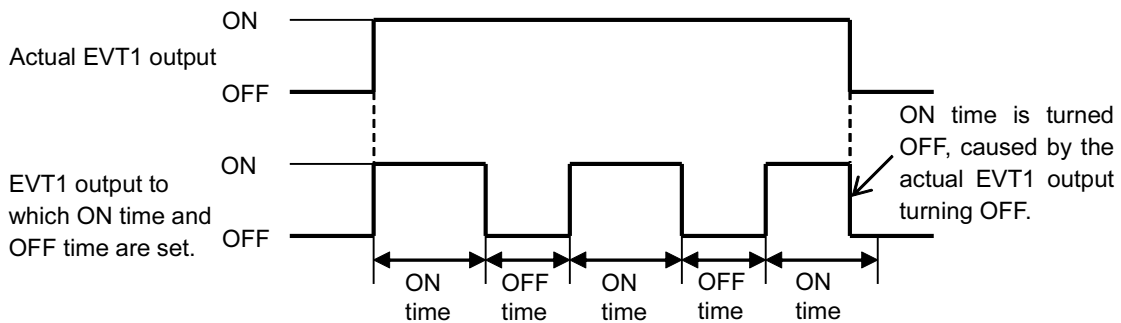 ON
Actual EVT1 output
OFF
ON time is turned
OFF, caused by the
actual EVT1 output
turning OFF.
ON
EVT1 output to
which ON time and
OFF time are set.
OFF
ON
time
OFF
time
ON
time
OFF
time
ON
time